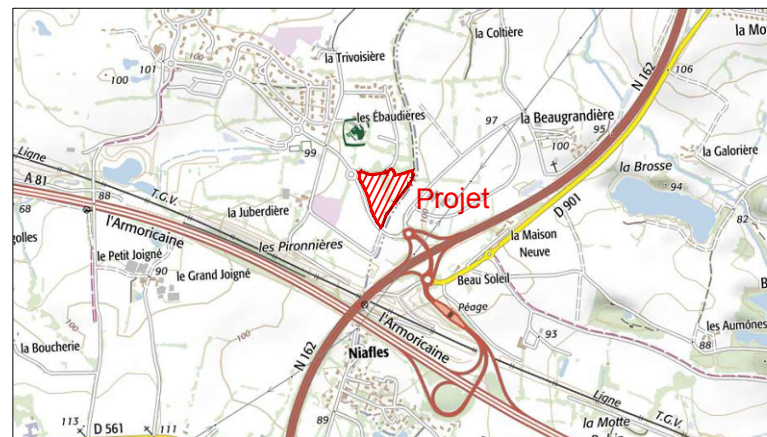 la Coltière
la Mo
100
101
la Trivoisière
100
N 162
106
les Ébaudières
97
la Beaugrandière
95
100
la Galorière
99
la Brosse
Ligne
A 81
T.G.V.
88
Projet
94
68
l'Armoricaine
la Juberdière
100
D 901
82
golles
les Pironnières
la Maison
Neuve
le Petit Joigné
90
le Grand Joigné
Beau Soleil
Péage
B
l'Armoricaine
les Aumônes
100
93
88
la Boucherie
N 162
Niafles
Ligne
T.G.V.
113
D 561
111
89
la Motte